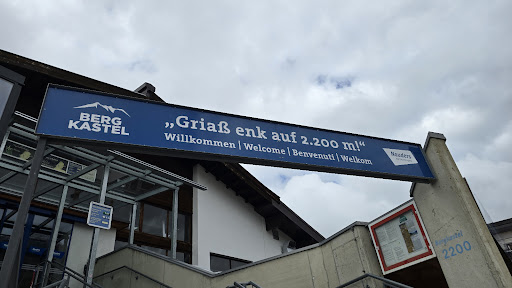 BERG
KASTEL
„Griaß enk auf 2.200 m!“
Willkommen | Welcome | Benvenuti | Welkom
Nauders
2200